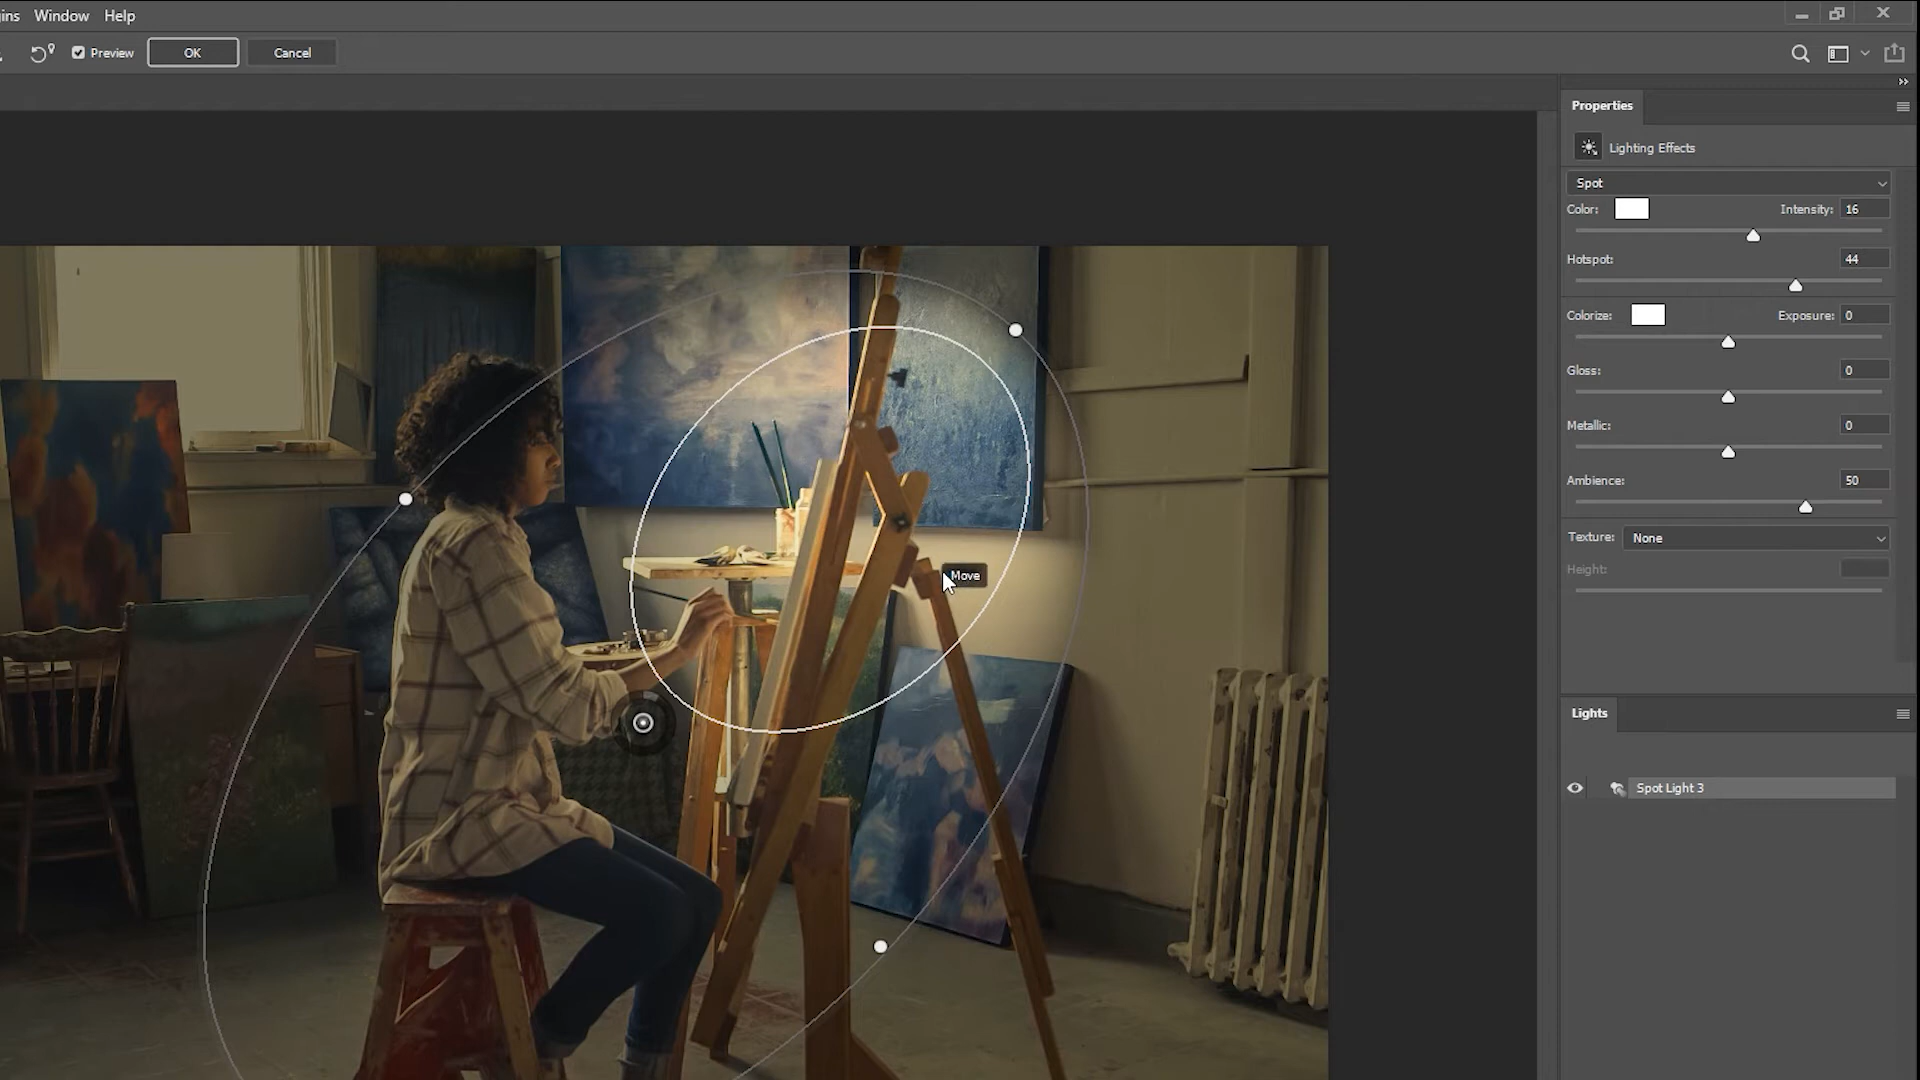 Window Help
Preview OK Cancel
Properties
Lighting Effects
Spot
Color: Intensity: 16
Hotspot: 44
Colorize: Exposure: 0
Gloss: 0
Metallic: 0
Ambience: 50
Texture: None
Height:
Move
Lights
Spot Light 3